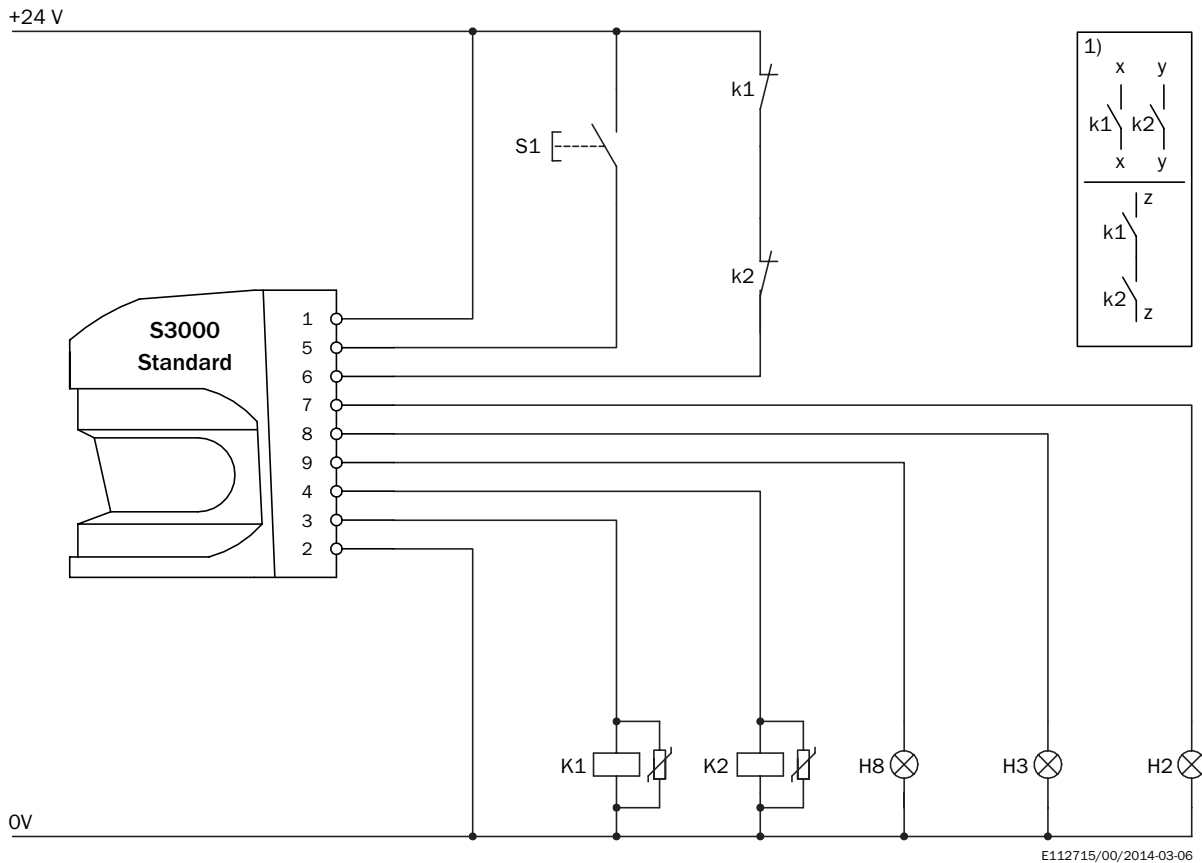 +24 V
1)
x y
k1 k2
x y
z
k1
k2
z
k1
S1
k2
S3000
Standard
1
5
6
7
8
9
4
3
2
K1
K2
H8
H3
H2
0V
E112715/00/2014-03-06